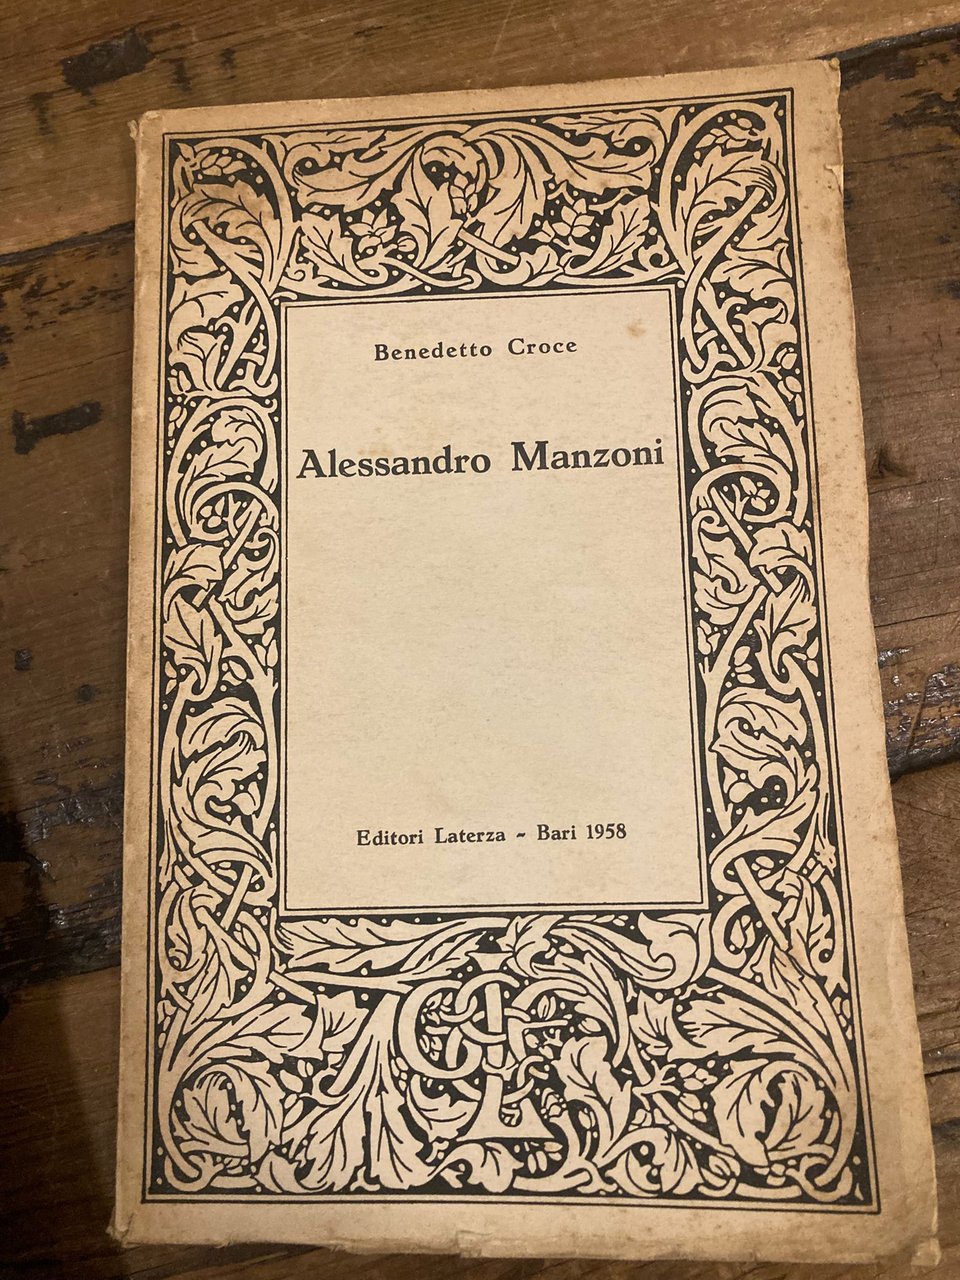 Benedetto Croce
Alessandro Manzoni
Editori Laterza - Bari 1958